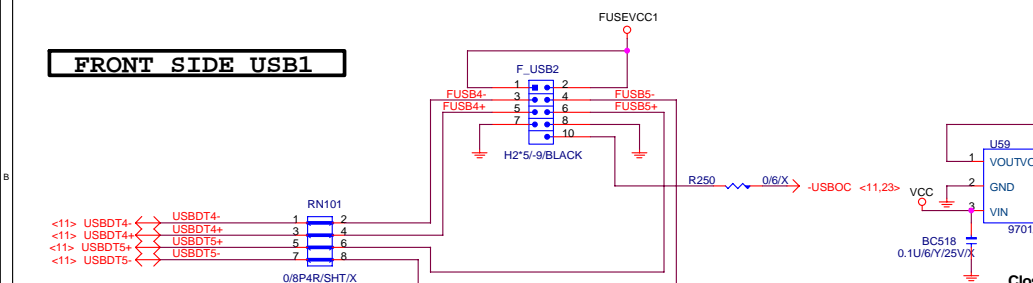 FUSEVCC1
FRONT SIDE USB1
F_USB2
1 2
FUSB4- 3 4 FUSB5-
FUSB4+ 5 6 FUSB5+
7 8
10
H2*5/-9/BLACK
B
R250 0/6/X -USBOC <11,23>
U59
1 VOUTVC
2 GND
3 VIN
9701
VCC
BC518
0.1U/6/Y/25V/X
RN101
<11> USBDT4- USBDT4- 1 2
<11> USBDT4+ USBDT4+ 3 4
<11> USBDT5+ USBDT5+ 5 6
<11> USBDT5- USBDT5- 7 8
0/8P4R/SHT/X
Clos